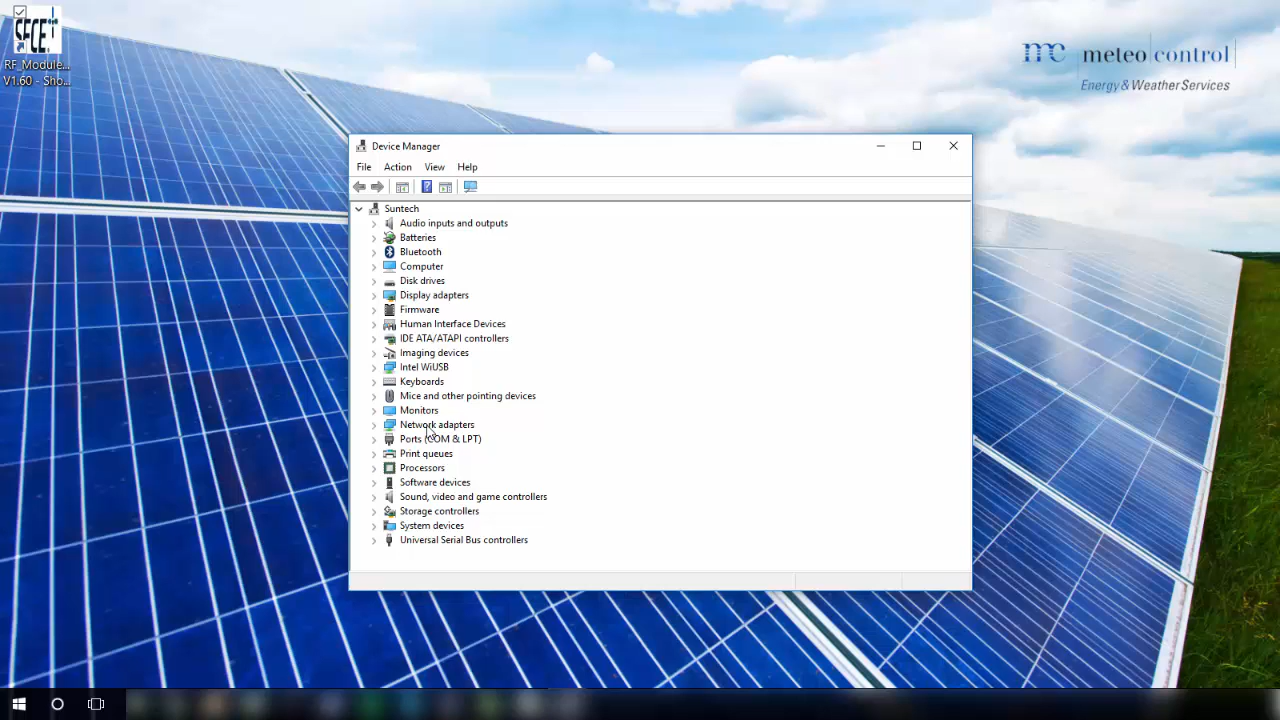 SFCE
RF_Module...
V1.60 - Sho...
mc meteo control
Energy & Weather Services
Device Manager
File Action View Help
Suntech
Audio inputs and outputs
Batteries
Bluetooth
Computer
Disk drives
Display adapters
Firmware
Human Interface Devices
IDE ATA/ATAPI controllers
Imaging devices
Intel WiUSB
Keyboards
Mice and other pointing devices
Monitors
Network adapters
Ports (COM & LPT)
Print queues
Processors
Software devices
Sound, video and game controllers
Storage controllers
System devices
Universal Serial Bus controllers